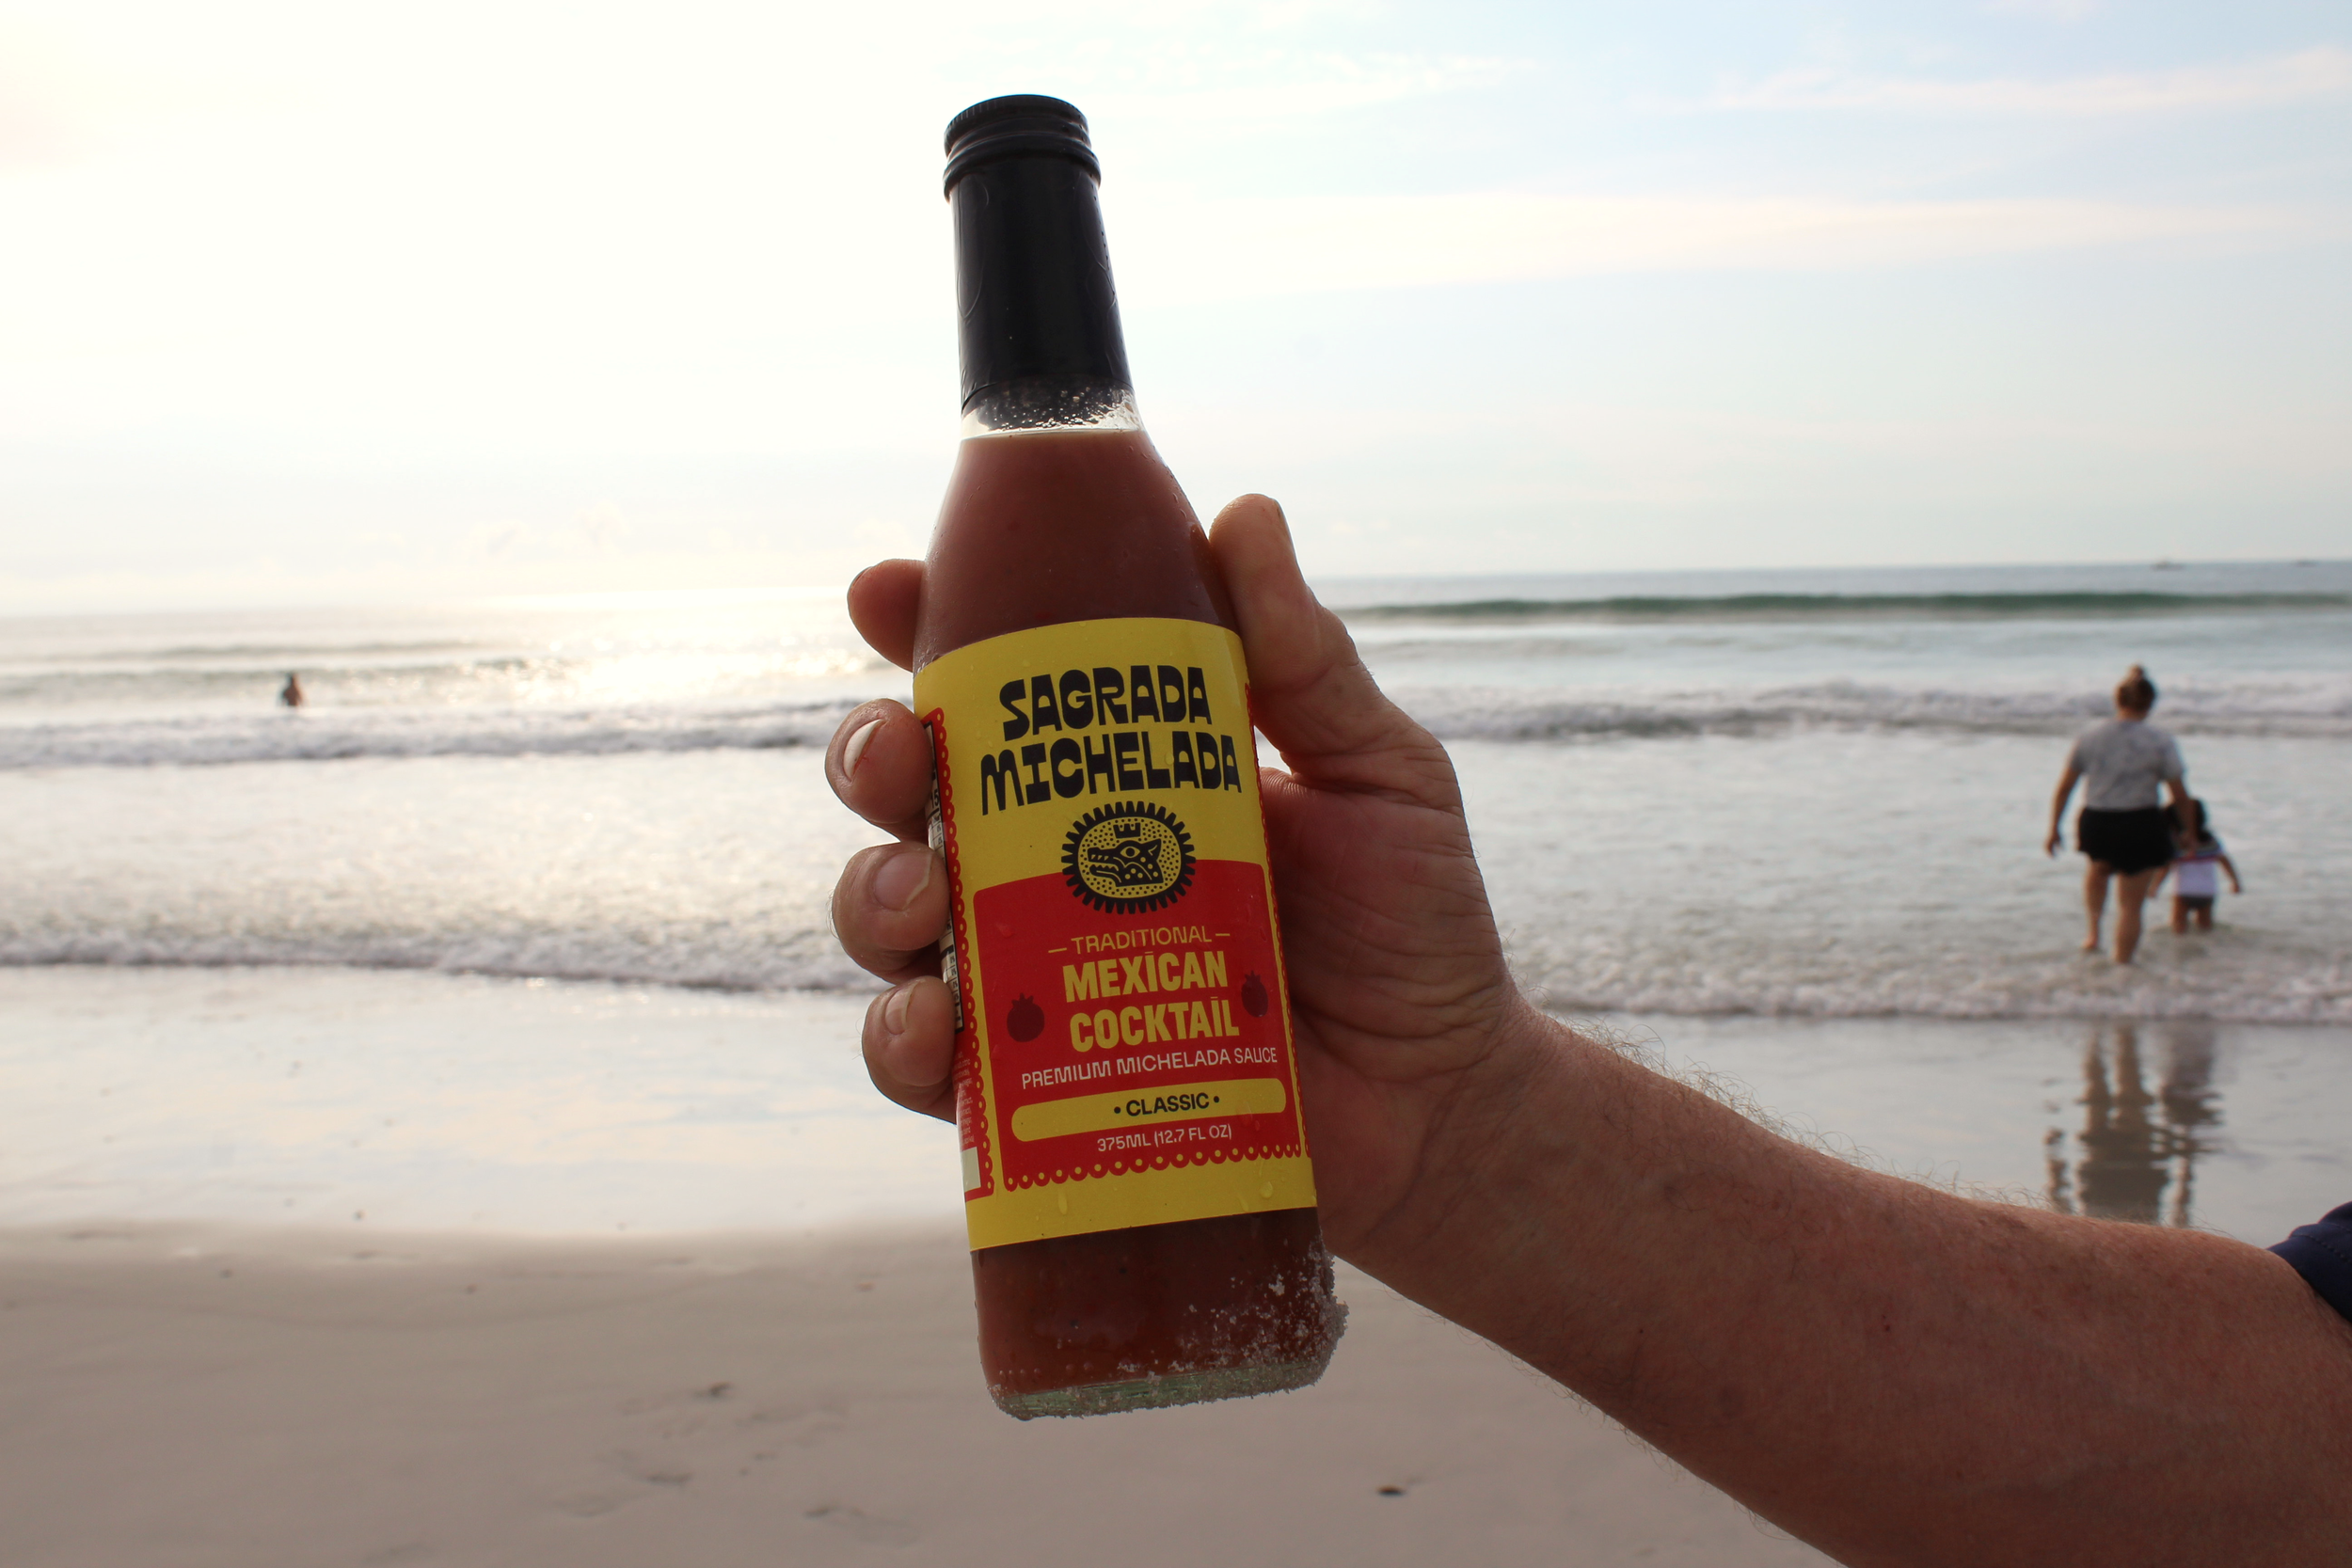 SAGRADA
MICHELADA
TRADITIONAL
MEXICAN
COCKTAIL
PREMIUM MICHELADA SAUCE
• CLASSIC •
375ML (12.7 FL OZ)